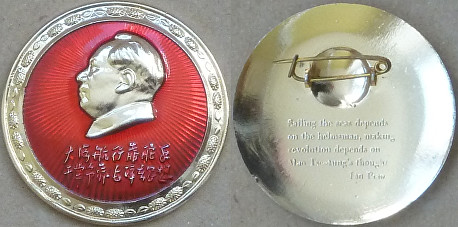 大海航行靠舵手
干革命靠毛泽东思想
Sailing the seas depends
on the helmsman, making
revolution depends on
Mao Tse-tung's thought
Lin Piao